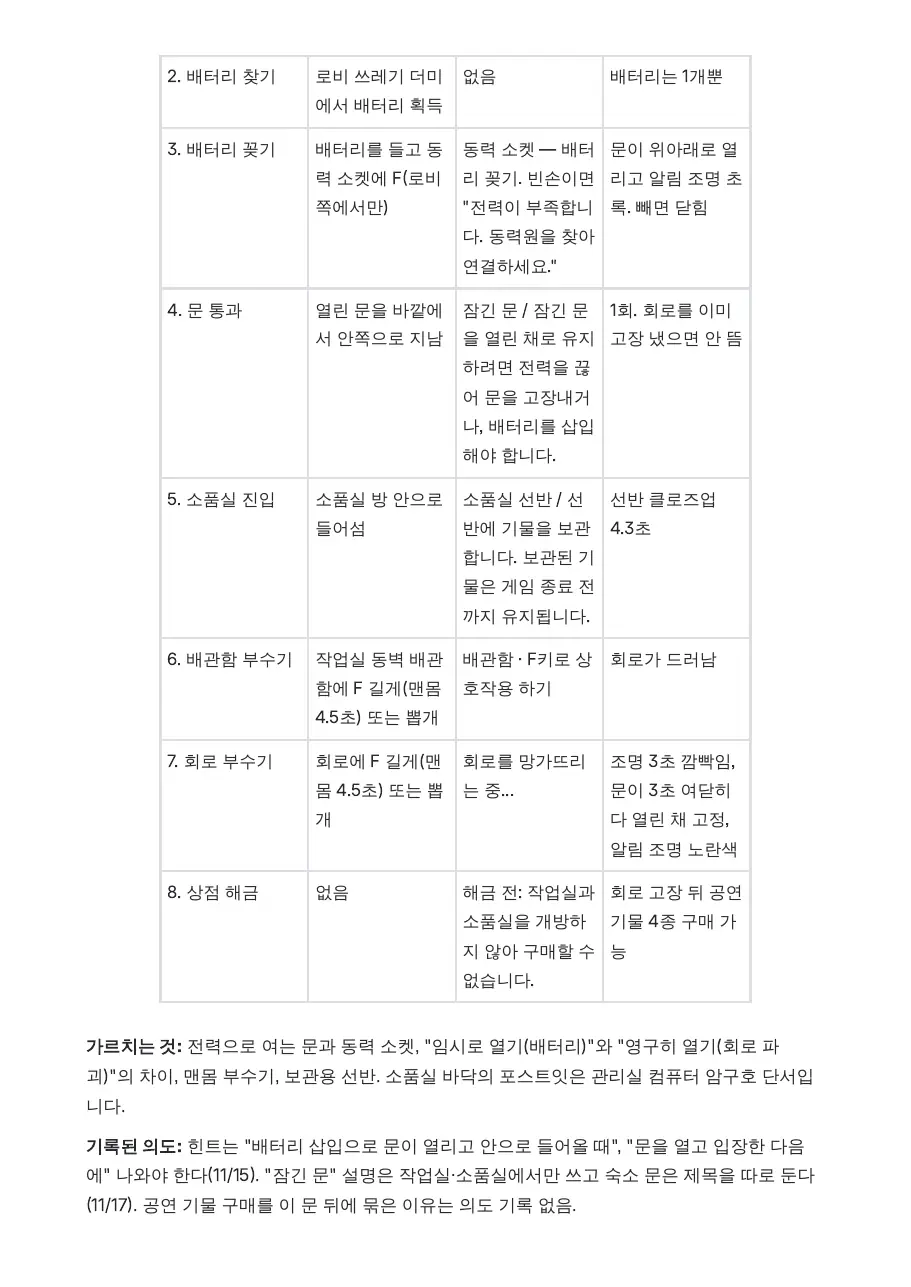 2. 배터리 찾기
로비 쓰레기 더미
에서 배터리 획득
없음
배터리는 1개뿐
3. 배터리 꽂기
배터리를 들고 동
력 소켓에 F(로비
쪽에서만)
동력 소켓 — 배터
리 꽂기. 빈손이면
"전력이 부족합니
다. 동력원을 찾아
연결하세요."
문이 위아래로 열
리고 알림 조명 초
록. 빼면 닫힘
4. 문 통과
열린 문을 바깥에
서 안쪽으로 지남
잠긴 문 / 잠긴 문
을 열린 채로 유지
하려면 전력을 끊
어 문을 고장내거
나, 배터리를 삽입
해야 합니다.
1회. 회로를 이미
고장 냈으면 안 뜸
5. 소품실 진입
소품실 방 안으로
들어섬
소품실 선반 / 선
반에 기물을 보관
합니다. 보관된 기
물은 게임 종료 전
까지 유지됩니다.
선반 클로즈업
4.3초
6. 배관함 부수기
작업실 동벽 배관
함에 F 길게(맨몸
4.5초) 또는 뽑개
배관함 · F키로 상
호작용 하기
회로가 드러남
7. 회로 부수기
회로에 F 길게(맨
몸 4.5초) 또는 뽑
개
회로를 망가뜨리
는 중...
조명 3초 깜빡임,
문이 3초 여닫히
다 열린 채 고정,
알림 조명 노란색
8. 상점 해금
없음
해금 전: 작업실과
소품실을 개방하
지 않아 구매할 수
없습니다.
회로 고장 뒤 공연
기물 4종 구매 가
능
가르치는 것: 전력으로 여는 문과 동력 소켓, "임시로 열기(배터리)"와 "영구히 열기(회로 파
괴)"의 차이, 맨몸 부수기, 보관용 선반. 소품실 바닥의 포스트잇은 관리실 컴퓨터 암구호 단서입
니다.
기록된 의도: 힌트는 "배터리 삽입으로 문이 열리고 안으로 들어올 때", "문을 열고 입장한 다음
에" 나와야 한다(11/15). "잠긴 문" 설명은 작업실·소품실에서만 쓰고 숙소 문은 제목을 따로 둔다
(11/17). 공연 기물 구매를 이 문 뒤에 묶은 이유는 의도 기록 없음.